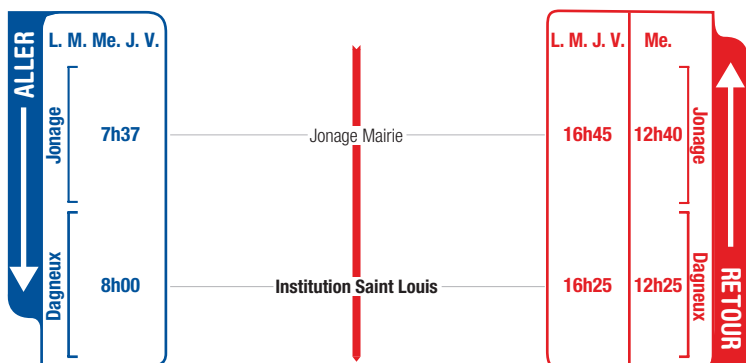 ALLER
L. M. Me. J. V.
L. M. J. V.
Me.
Jonage
7h37
Jonage Mairie
16h45
12h40
Jonage
Dagneux
8h00
Institution Saint Louis
16h25
12h25
Dagneux
RETOUR